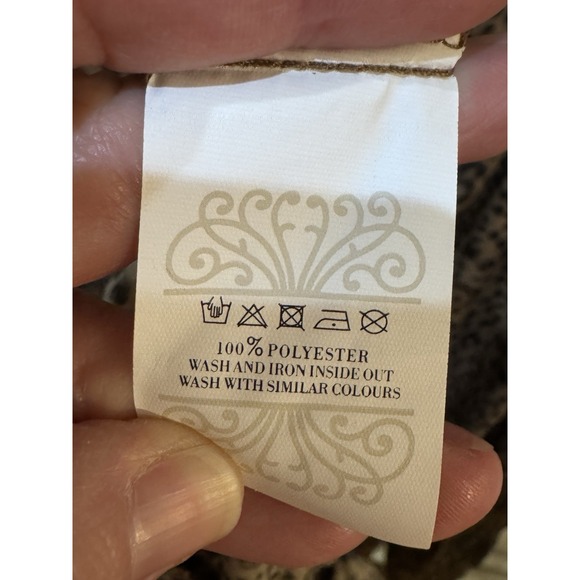 100% POLYESTER
WASH AND IRON INSIDE OUT
WASH WITH SIMILAR COLOURS